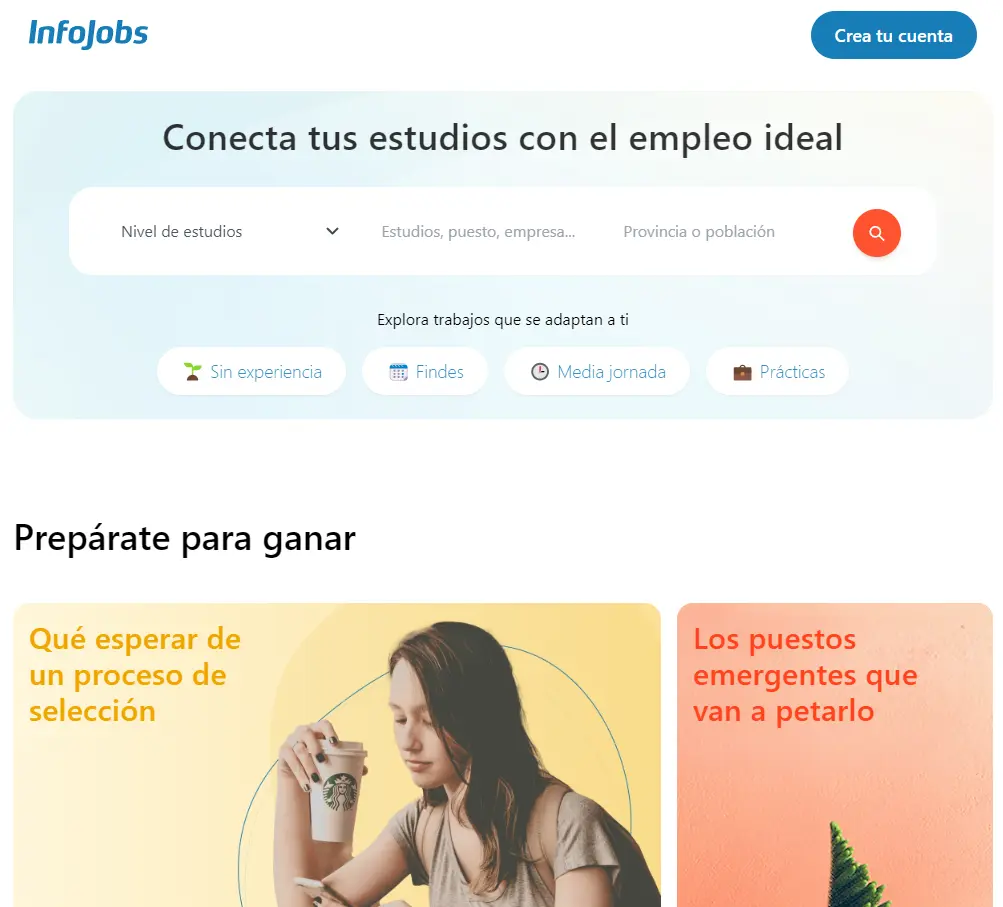 InfoJobs
Crea tu cuenta
Conecta tus estudios con el empleo ideal
Nivel de estudios
Estudios, puesto, empresa...
Provincia o población
Explora trabajos que se adaptan a ti
Sin experiencia
Findes
Media jornada
Prácticas
Prepárate para ganar
Qué esperar de
un proceso de
selección
Los puestos
emergentes que
van a petarlo